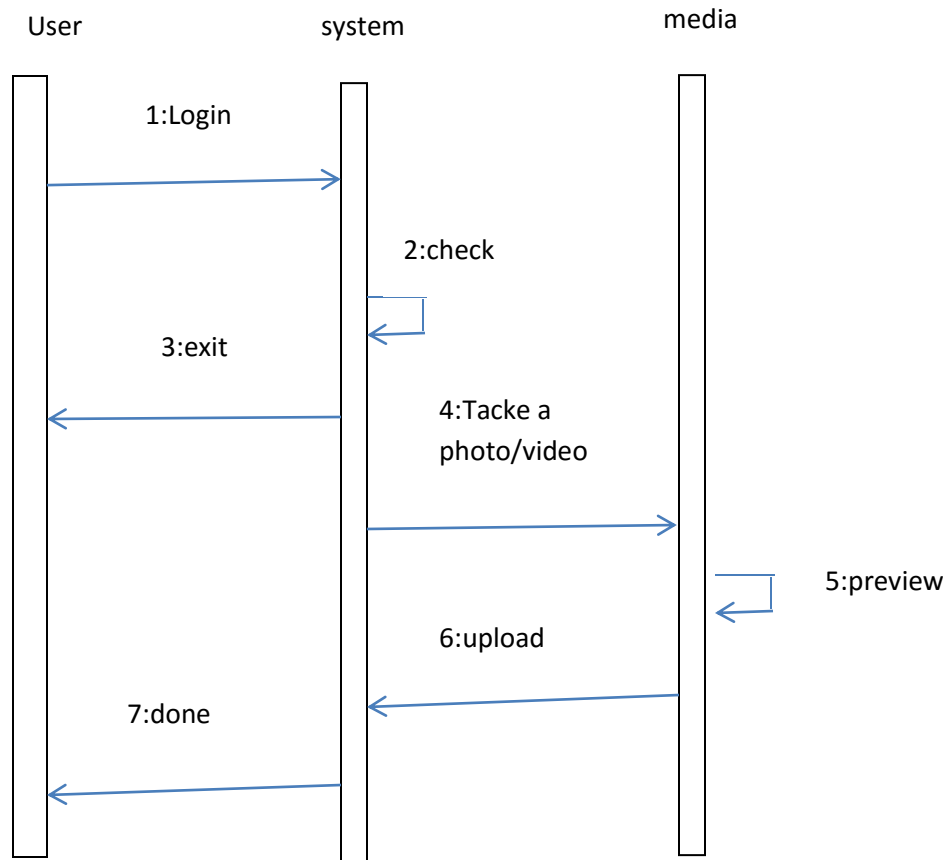 User
system
media
1:Login
2:check
3:exit
4:Tacke a
photo/video
5:preview
6:upload
7:done